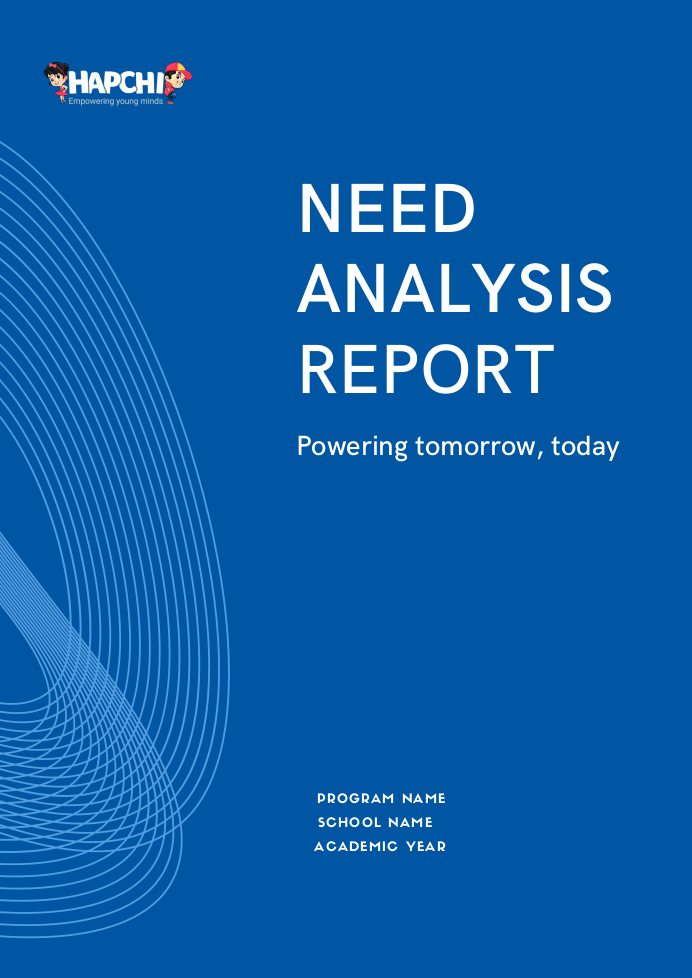 HAPCHI
Empowering young minds
NEED
ANALYSIS
REPORT
Powering tomorrow, today
PROGRAM NAME
SCHOOL NAME
ACADEMIC YEAR